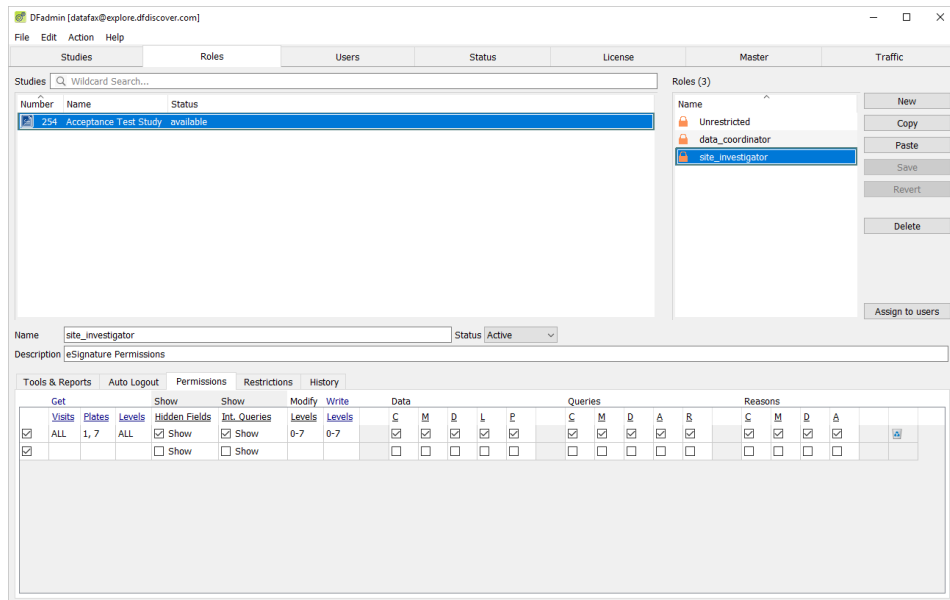 DFadmin [datafax@explore.dfdiscover.com]
File Edit Action Help
Studies Roles Users Status License Master Traffic
Studies Wildcard Search... Roles (3)
Number Name Status Name New
254 Acceptance Test Study available Unrestricted Copy
data_coordinator Paste
site_investigator Save
Revert
Delete
Assign to users
Name site_investigator Status Active
Description eSignature Permissions
Tools & Reports Auto Logout Permissions Restrictions History
Get Show Show Modify Write Data Queries Reasons
Visits Plates Levels Hidden Fields Int. Queries Levels Levels C M D L P C M D A R C M D A
ALL 1, 7 ALL Show Show 0-7 0-7
Show Show